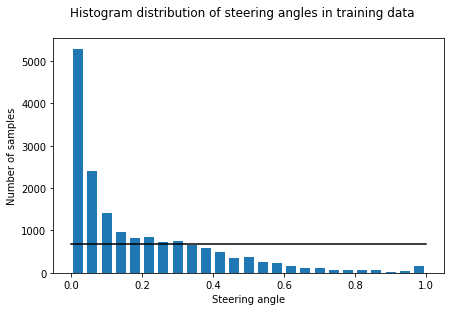 Histogram distribution of steering angles in training data
Number of samples
5000
4000
3000
2000
1000
0
0.0 0.2 0.4 0.6 0.8 1.0
Steering angle